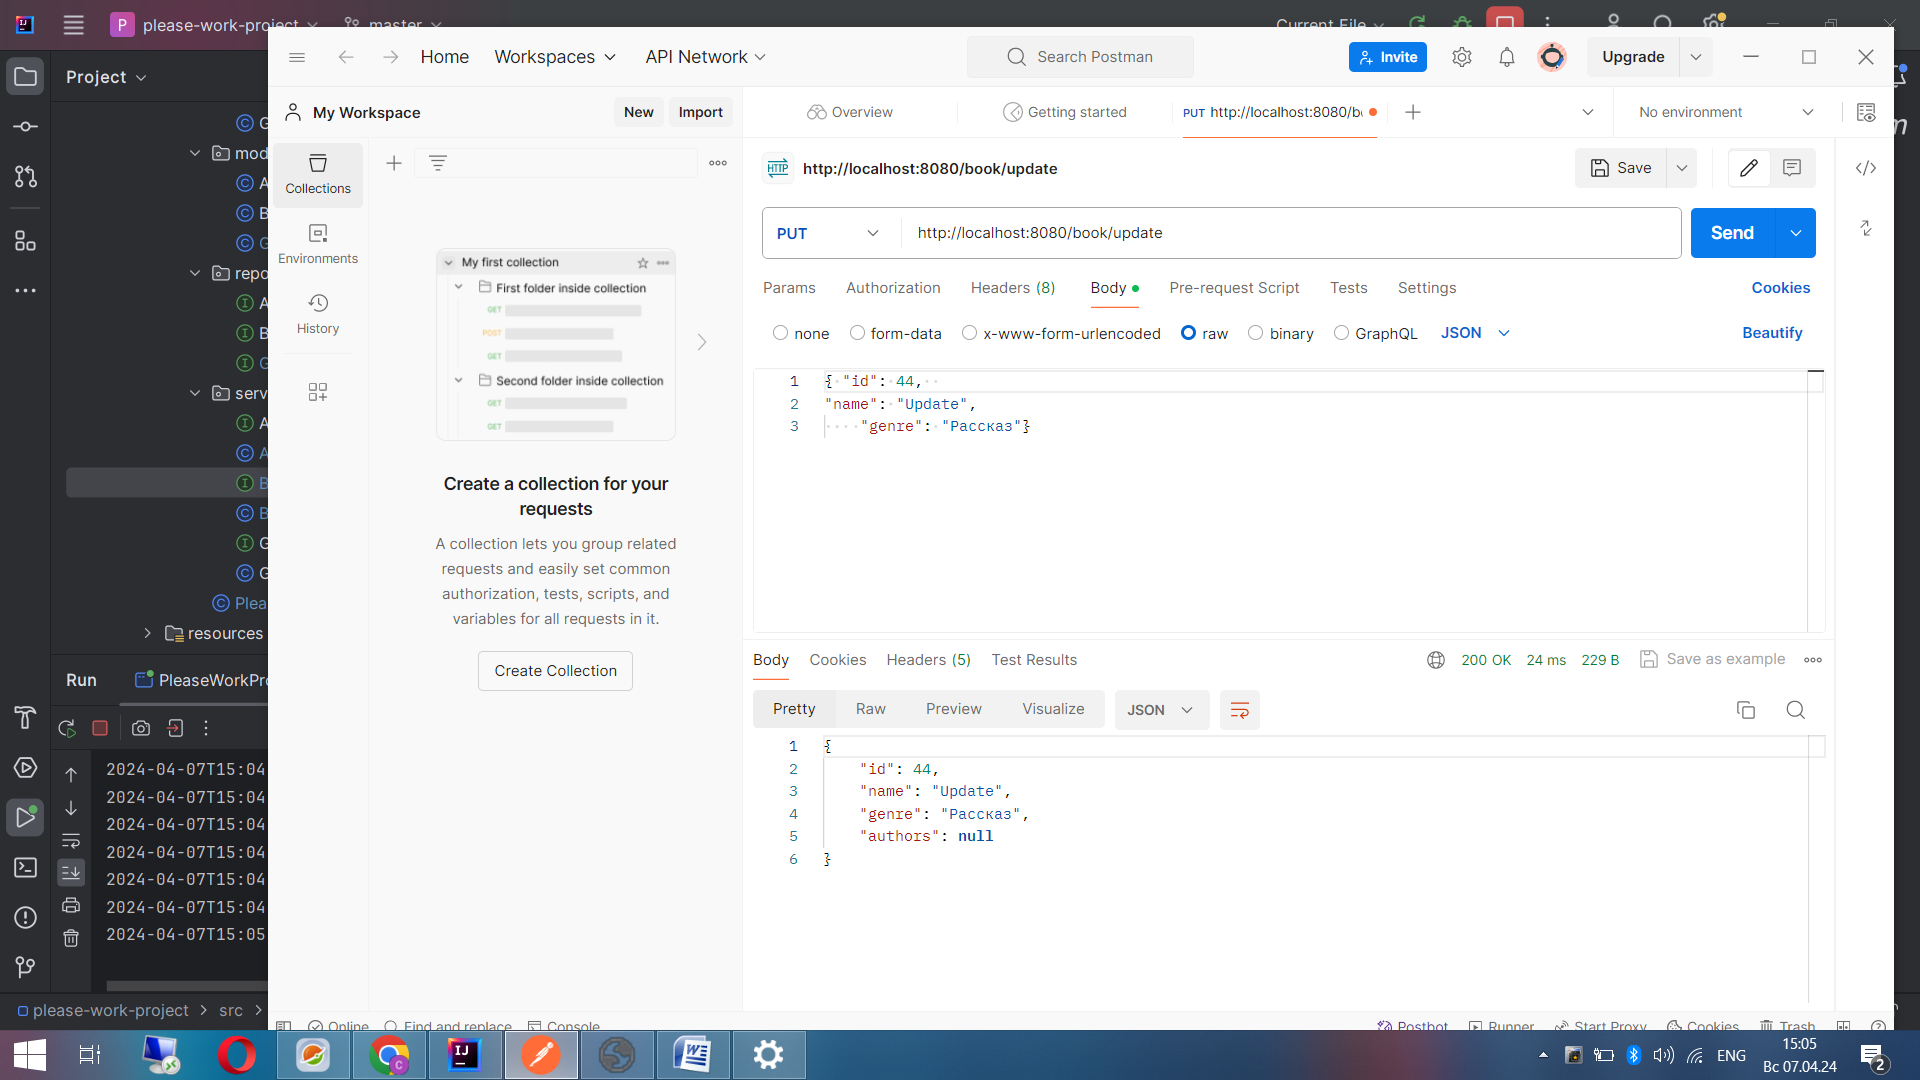 please-work-project
master
Current File
Project
Home
Workspaces
API Network
Search Postman
Invite
Upgrade
My Workspace
New
Import
Overview
Getting started
PUT http://localhost:8080/b
No environment
Collections
Environments
History
HTTP http://localhost:8080/book/update
Save
PUT
http://localhost:8080/book/update
Send
Params
Authorization
Headers (8)
Body
Pre-request Script
Tests
Settings
Cookies
none
form-data
x-www-form-urlencoded
raw
binary
GraphQL
JSON
Beautify
1 { "id": 44,
2 "name": "Update",
3 "genre": "Рассказ"}
My first collection
First folder inside collection
GET
POST
GET
Second folder inside collection
GET
GET
Create a collection for your
requests
A collection lets you group related
requests and easily set common
authorization, tests, scripts, and
variables for all requests in it.
Create Collection
Body
Cookies
Headers (5)
Test Results
200 OK
24 ms
229 B
Save as example
Pretty
Raw
Preview
Visualize
JSON
1 {
2 "id": 44,
3 "name": "Update",
4 "genre": "Рассказ",
5 "authors": null
6 }
G
mod
A
B
G
repo
A
B
G
serv
A
A
B
B
G
G
Plea
resources
Run
PleaseWorkPro
2024-04-07T15:04
2024-04-07T15:04
2024-04-07T15:04
2024-04-07T15:04
2024-04-07T15:04
2024-04-07T15:04
2024-04-07T15:05
please-work-project
src
Online
Find and replace
Console
Postbot
Runner
Start Proxy
Cookies
Trash
ENG
15:05
Вс 07.04.24
2